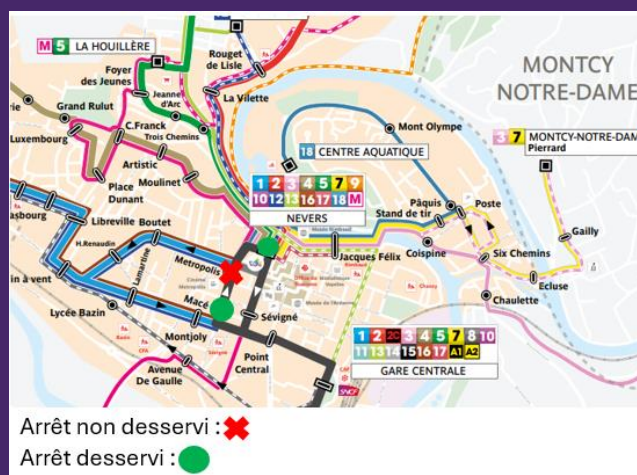 M 5 LA HOUILLÈRE
Rouget
de Lisle
Foyer
des Jeunes
Jeanne
d'Arc
La Vilette
Grand Rulut
C.Franck
Trois Chemins
Luxembourg
Artistic
Moulinet
Place
Dunant
MONTCY
NOTRE-DAME
Mont Olympe
18 CENTRE AQUATIQUE
3 7 MONTCY-NOTRE-DAM
Pierrard
1 2 3 4 5 7 9
10 12 13 16 17 18 M
NEVERS
Pâquis
Stand de tir
Poste
Gailly
Libreville
Boutet
H.Renaudin
Lamartine
Metropolis
Jacques Félix
Coispine
Six Chemins
Ecluse
Chaulette
Macé
Sévigné
Lycée Bazin
Montjoly
Avenue
De Gaulle
Point
Central
1 2 2C 3 4 5 7 8 10
11 13 14 15 16 17 A1 A2
GARE CENTRALE
SNCF
Arrêt non desservi :
Arrêt desservi :